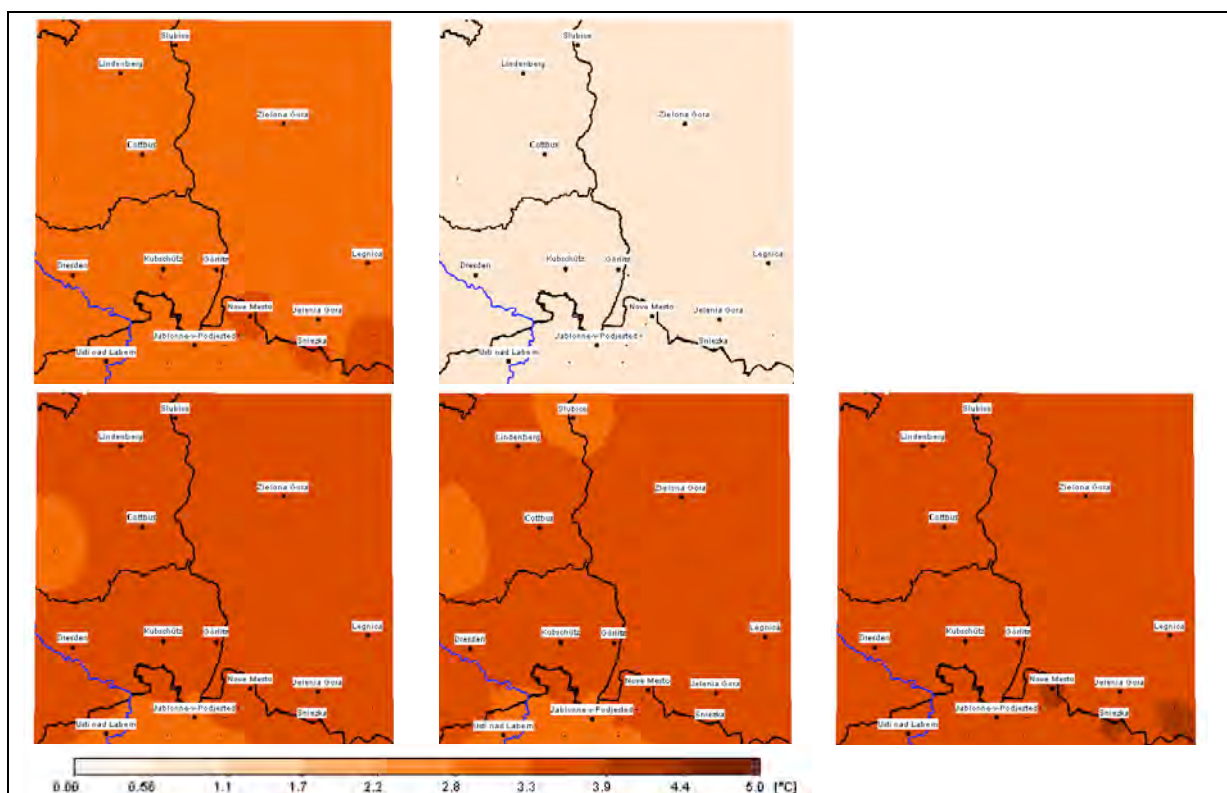 Slubice
Lindenberg
Zielona Gora
Cottbus
Legnica
Dresden
Kubschütz
Görlitz
Nove Mesto
Jelenia Gora
Jablonne-v-Podjested
Sniezka
Usti nad Labem
Slubice
Lindenberg
Zielona Gora
Cottbus
Legnica
Dresden
Kubschütz
Görlitz
Nove Mesto
Jelenia Gora
Jablonne-v-Podjested
Sniezka
Usti nad Labem
Slubice
Lindenberg
Zielona Gora
Cottbus
Legnica
Dresden
Kubschütz
Görlitz
Nove Mesto
Jelenia Gora
Jablonne-v-Podjested
Sniezka
Usti nad Labem
Slubice
Lindenberg
Zielona Gora
Cottbus
Legnica
Dresden
Kubschütz
Görlitz
Nove Mesto
Jelenia Gora
Jablonne-v-Podjested
Sniezka
Usti nad Labem
Slubice
Lindenberg
Zielona Gora
Cottbus
Legnica
Dresden
Kubschütz
Görlitz
Nove Mesto
Jelenia Gora
Jablonne-v-Podjested
Sniezka
Usti nad Labem
0.00 0.56 1.1 1.7 2.2 2.8 3.3 3.9 4.4 5.0 [°C]